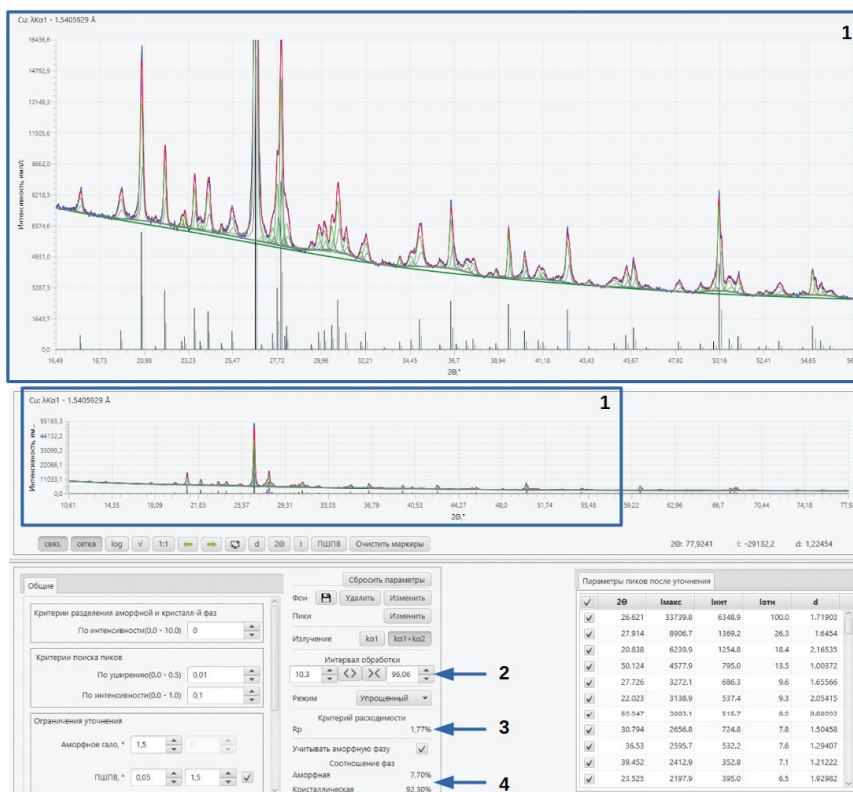 Cu: λKα1 - 1.5405929 Å
1
Интенсивность, имп/с
16436,6
14792,9
13149,3
11505,6
9862,0
8218,3
6574,6
4931,0
3287,3
1643,7
0,0
16,49 18,73 20,98 23,23 25,47 27,72 29,96 32,21 34,45 36,7 38,94 41,18 43,43 45,67 47,92 50,16 52,41 54,65
2Θ,°
Cu: λKα1 - 1.5405929 Å
1
Интенсивность, им...
55165,3
44132,2
33099,2
22066,1
11033,1
0,0
10,61 14,35 18,09 21,83 25,57 29,31 33,05 36,79 40,53 44,27 48,01 51,74 55,48 59,22 62,96 66,7 70,44 74,18 77,9
2Θ,°
связ. сетка log √ 1:1 d 2Θ I ПШПВ Очистить маркеры
2Θ: 77,9241 I: -29132,2 d: 1,22454
Общие
Критерии разделения аморфной и кристалл-й фаз
По интенсивности(0.0 - 10.0) 0
Критерии поиска пиков
По уширению(0.0 - 0.5) 0,01
По интенсивности(0.0 - 1.0) 0,1
Ограничения уточнения
Аморфное гало, ° 1,5 0
ПШПВ, ° 0,05 1,5
Сбросить параметры
Фон Удалить Изменить
Пики Изменить
Излучение kα1 kα1+kα2
Интервал обработки
10,3 96,06 2
Режим Упрощенный
Критерий расходимости
Rp 1,77% 3
Учитывать аморфную фазу
Соотношение фаз
Аморфная 7,70%
4
Кристаллическая 92,30%
Параметры пиков после уточнения
2Θ Iмакс Iинт Iотн d
26.621 33739.8 6348.9 100.0 1.71903
27.914 8906.7 1369.2 26.3 1.6454
20.838 6239.9 1254.8 18.4 2.16535
50.124 4577.9 795.0 13.5 1.00372
27.726 3272.1 686.3 9.6 1.65566
22.023 3138.9 537.4 9.3 2.05415
30.794 2656.8 724.8 7.8 1.50458
36.53 2595.7 532.2 7.6 1.29407
39.452 2412.9 352.8 7.1 1.21222
23.525 2197.9 395.0 6.5 1.92982